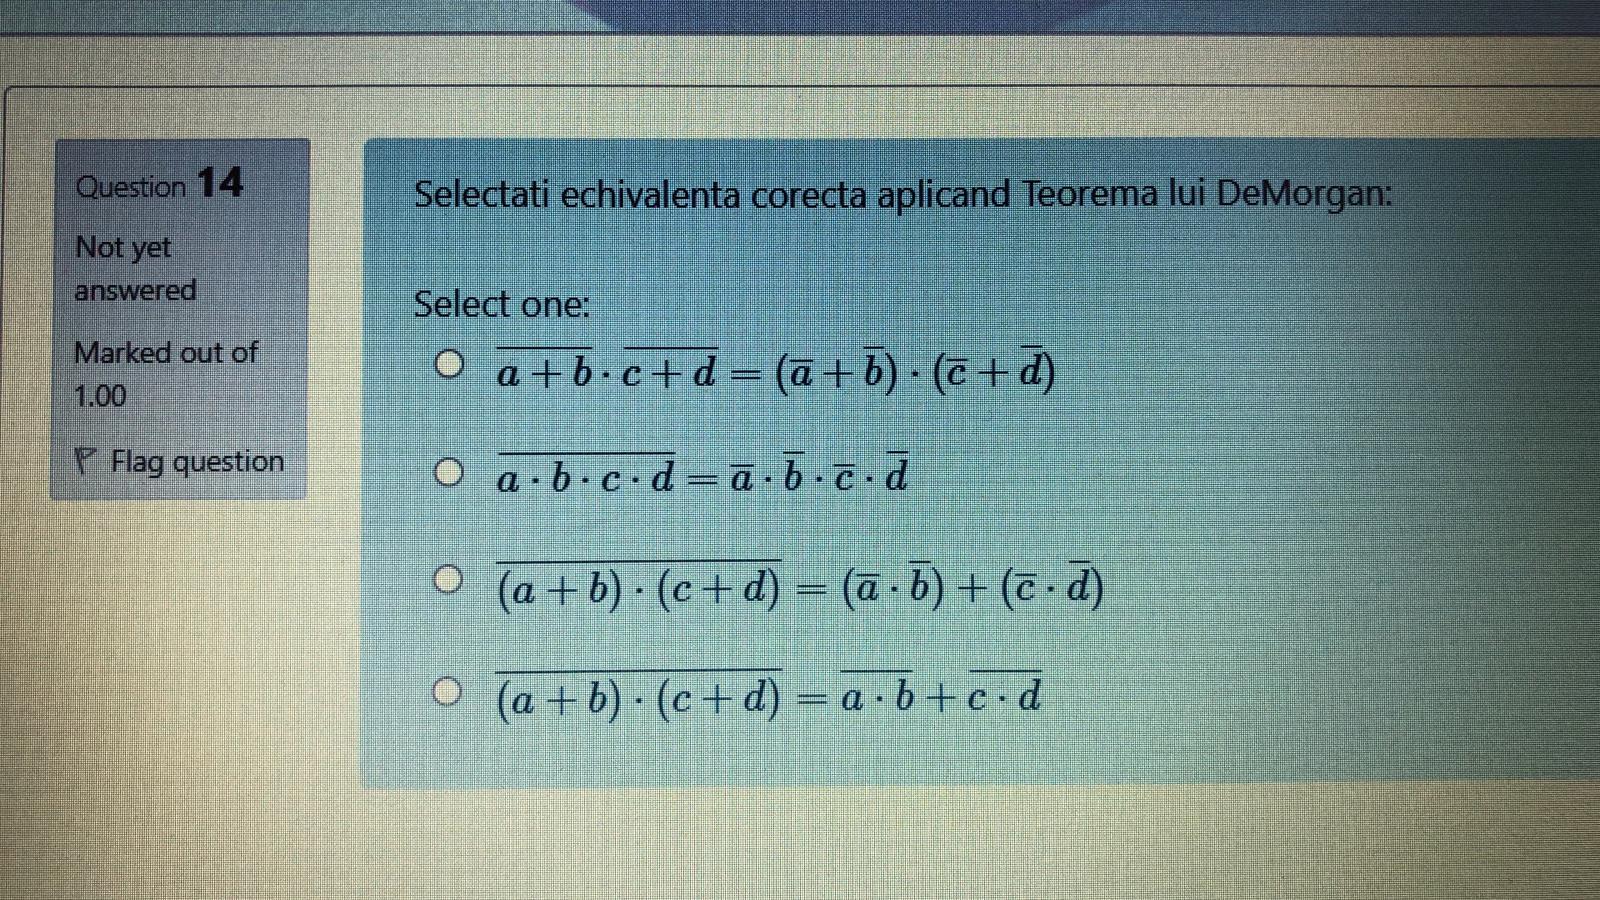 Question 14
Not yet
answered
Marked out of
1.00
Flag question
Selectati echivalenta corecta aplicand Teorema lui DeMorgan:
Select one:
$\overline{a+b}\cdot\overline{c+d}=(\overline{a}+\overline{b})\cdot(\overline{c}+\overline{d})$
$\overline{a\cdot b\cdot c\cdot d}=\overline{a}\cdot\overline{b}\cdot\overline{c}\cdot\overline{d}$
$\overline{(a+b)\cdot(c+d)}=(\overline{a}\cdot\overline{b})+(\overline{c}\cdot\overline{d})$
$\overline{(a+b)\cdot(c+d)}=\overline{a\cdot b}+\overline{c\cdot d}$